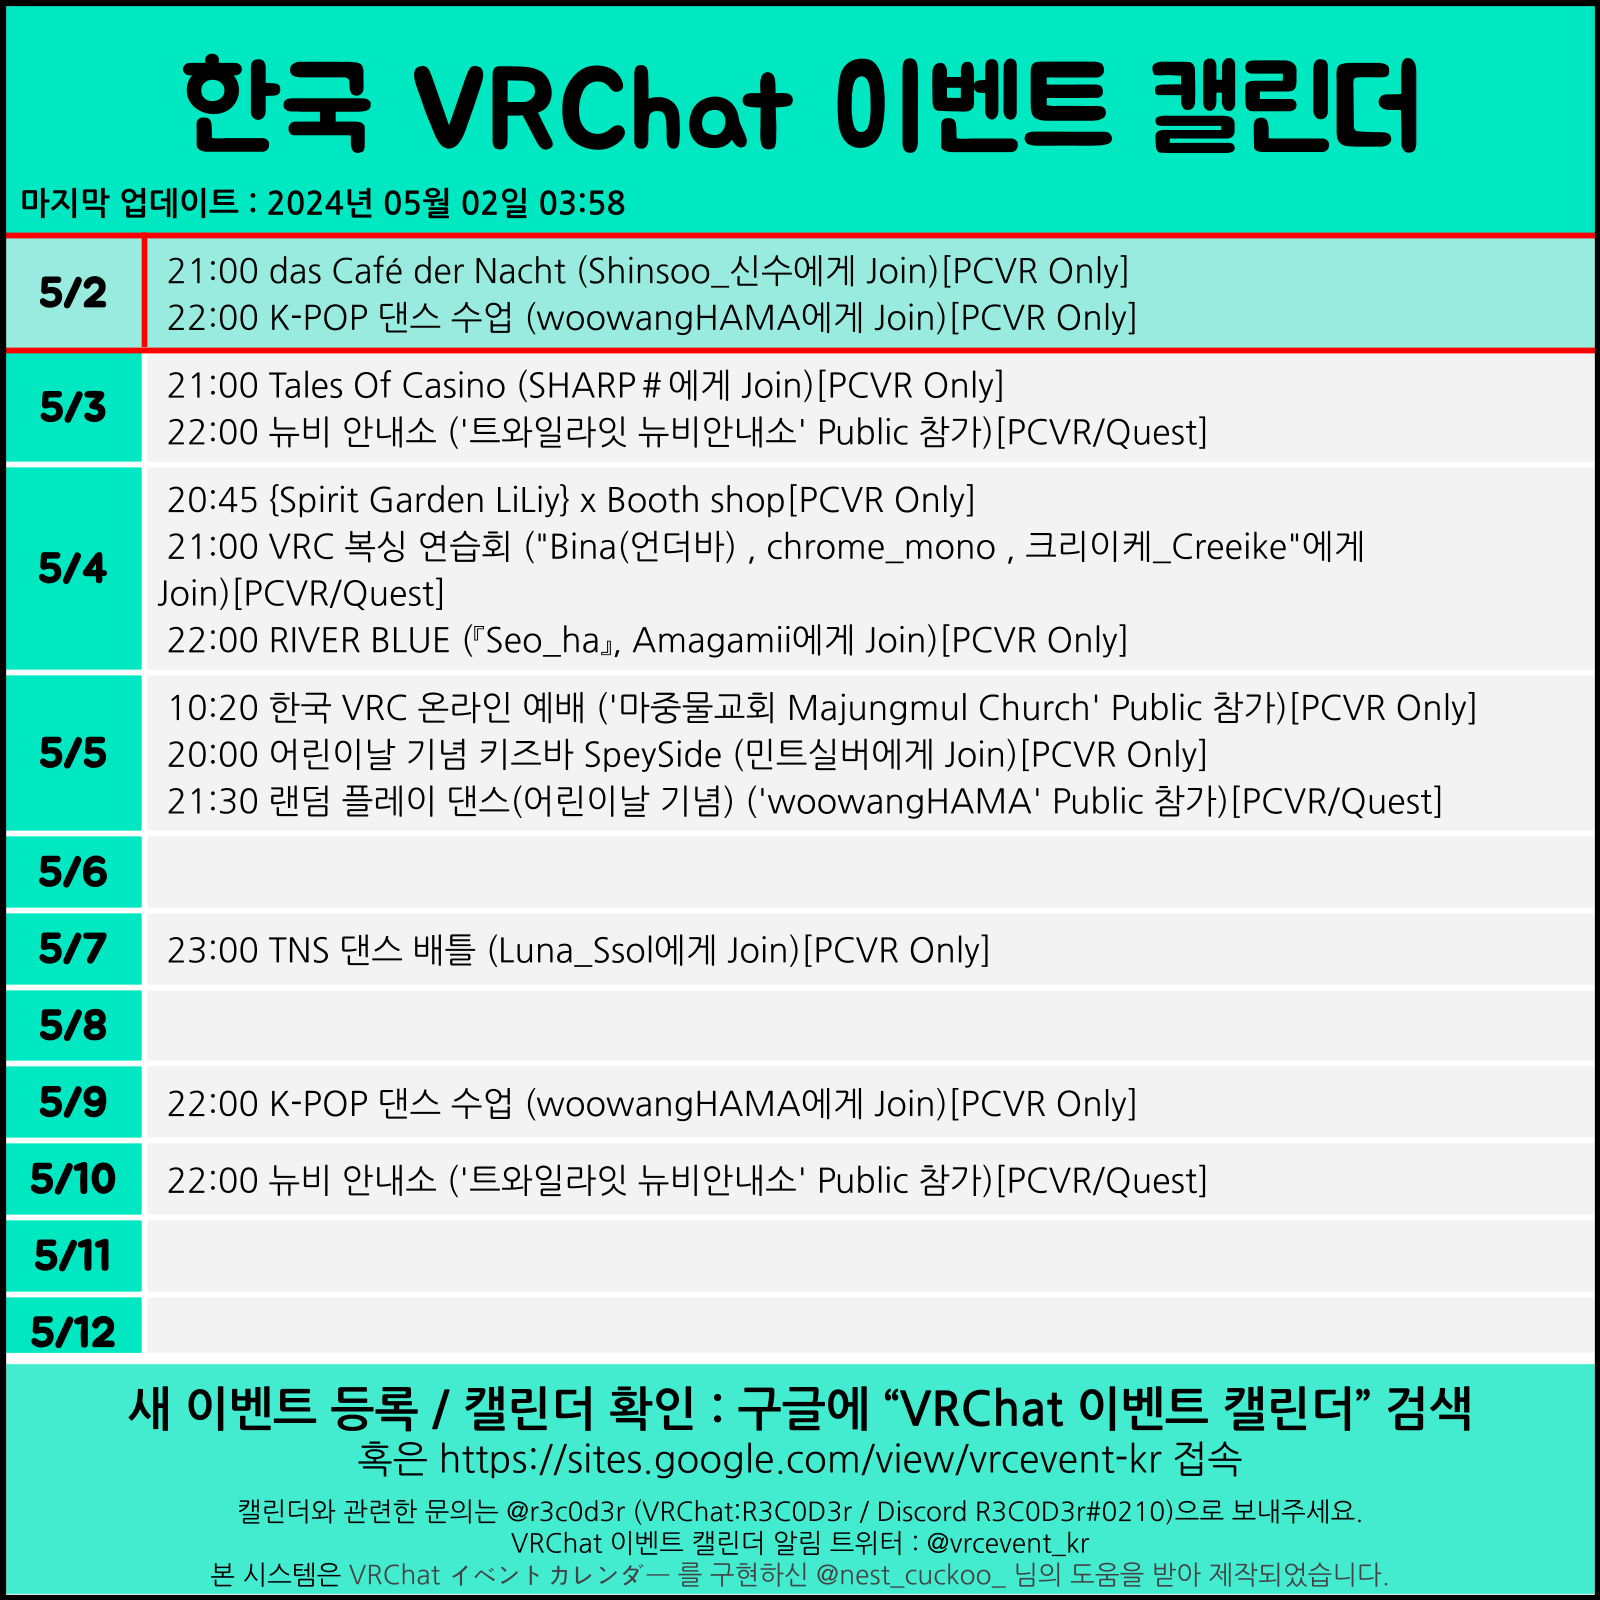 한국 VRChat 이벤트 캘린더
마지막 업데이트 : 2024년 05월 02일 03:58
5/2
21:00 das Café der Nacht (Shinsoo_신수에게 Join)[PCVR Only]
22:00 K-POP 댄스 수업 (woowangHAMA에게 Join)[PCVR Only]
5/3
21:00 Tales Of Casino (SHARP#에게 Join)[PCVR Only]
22:00 뉴비 안내소 ('트와일라잇 뉴비안내소' Public 참가)[PCVR/Quest]
5/4
20:45 {Spirit Garden LiLiy} x Booth shop[PCVR Only]
21:00 VRC 복싱 연습회 ("Bina(언더바) , chrome_mono , 크리이케_Creeike"에게
Join)[PCVR/Quest]
22:00 RIVER BLUE (『Seo_ha』, Amagamii에게 Join)[PCVR Only]
5/5
10:20 한국 VRC 온라인 예배 ('마중물교회 Majungmul Church' Public 참가)[PCVR Only]
20:00 어린이날 기념 키즈바 SpeySide (민트실버에게 Join)[PCVR Only]
21:30 랜덤 플레이 댄스(어린이날 기념) ('woowangHAMA' Public 참가)[PCVR/Quest]
5/6
5/7
23:00 TNS 댄스 배틀 (Luna_Ssol에게 Join)[PCVR Only]
5/8
5/9
22:00 K-POP 댄스 수업 (woowangHAMA에게 Join)[PCVR Only]
5/10
22:00 뉴비 안내소 ('트와일라잇 뉴비안내소' Public 참가)[PCVR/Quest]
5/11
5/12
새 이벤트 등록 / 캘린더 확인 : 구글에 “VRChat 이벤트 캘린더” 검색
혹은 https://sites.google.com/view/vrcevent-kr 접속
캘린더와 관련한 문의는 @r3c0d3r (VRChat:R3C0D3r / Discord R3C0D3r#0210)으로 보내주세요.
VRChat 이벤트 캘린더 알림 트위터 : @vrcevent_kr
본 시스템은 VRChat イベントカレンダー 를 구현하신 @nest_cuckoo_ 님의 도움을 받아 제작되었습니다.